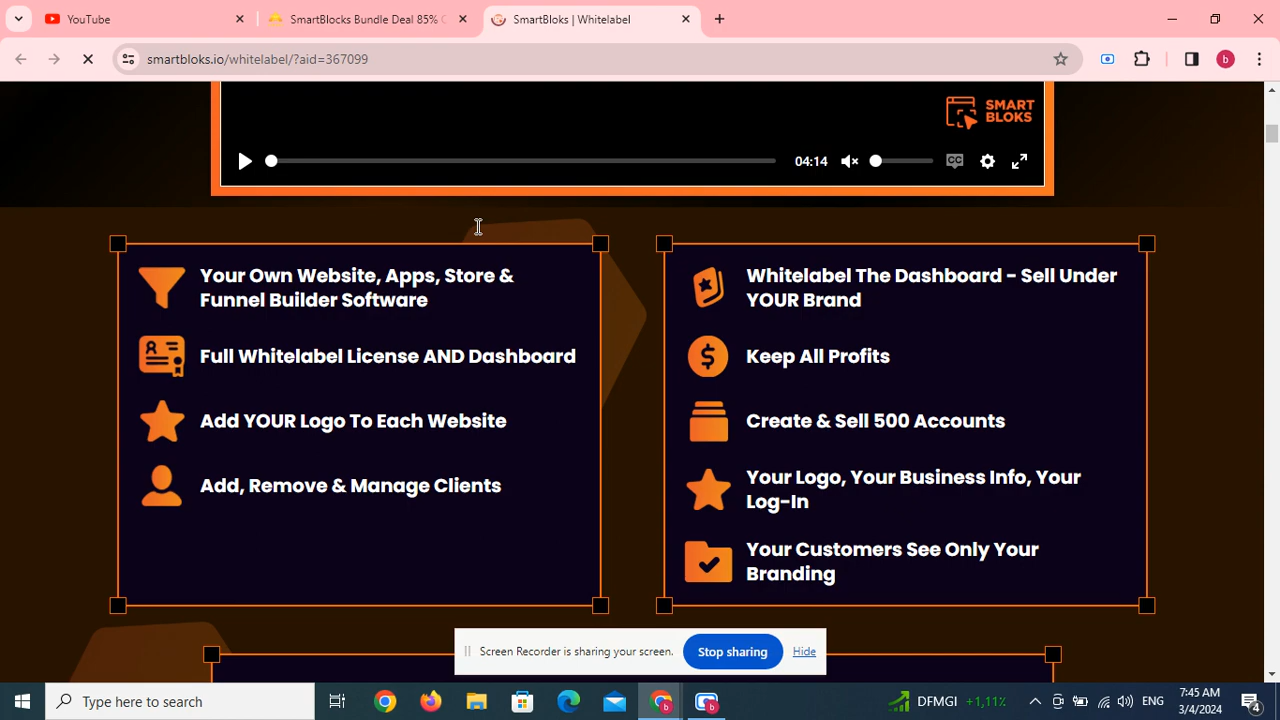 YouTube
SmartBlocks Bundle Deal 85% O
SmartBloks | Whitelabel
smartbloks.io/whitelabel/?aid=367099
b
SMART
BLOKS
04:14
CC
Your Own Website, Apps, Store &
Funnel Builder Software
Full Whitelabel License AND Dashboard
Add YOUR Logo To Each Website
Add, Remove & Manage Clients
Whitelabel The Dashboard - Sell Under
YOUR Brand
$
Keep All Profits
Create & Sell 500 Accounts
Your Logo, Your Business Info, Your
Log-In
Your Customers See Only Your
Branding
Screen Recorder is sharing your screen.
Stop sharing
Hide
Type here to search
b
DFMGI +1,11%
ENG
7:45 AM
3/4/2024
4